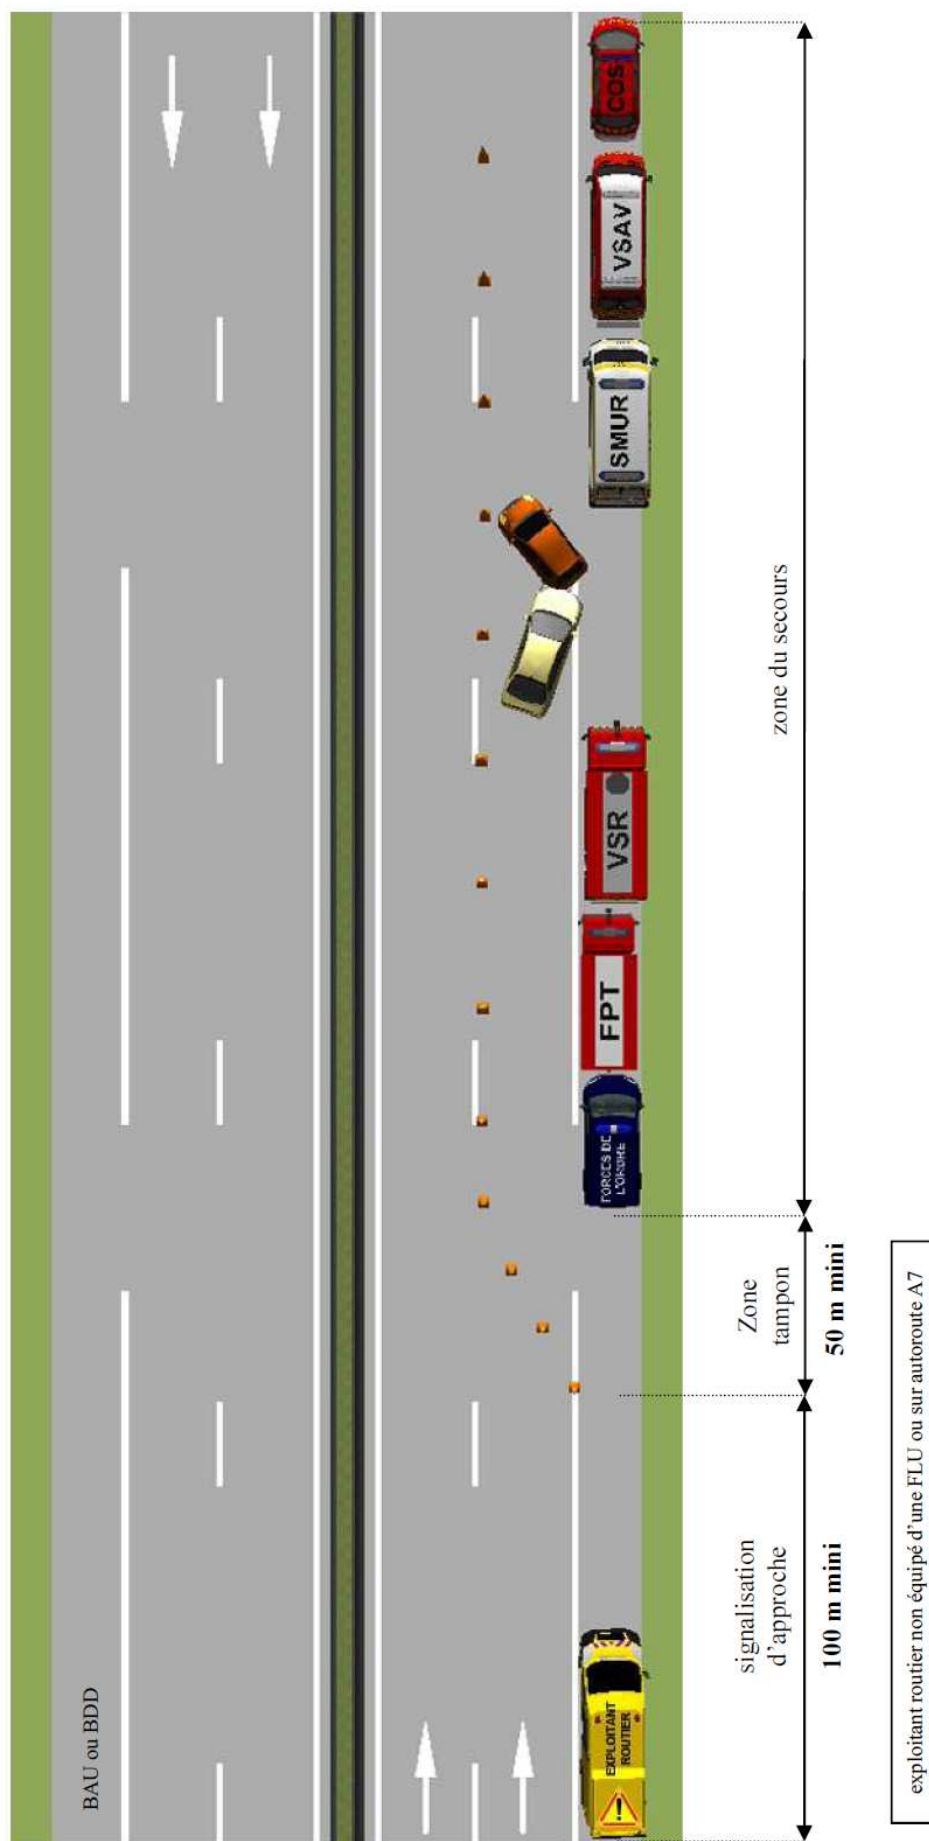 BAU ou BDD
COS
VSAV
SMUR
VSR
FPT
FORCES DE
L'ORDRE
EXPLOITANT
ROUTIER
!
zone du secours
Zone
tampon
50 m mini
signalisation
d'approche
100 m mini
exploitant routier non équipé d'une FLU ou sur autoroute A7